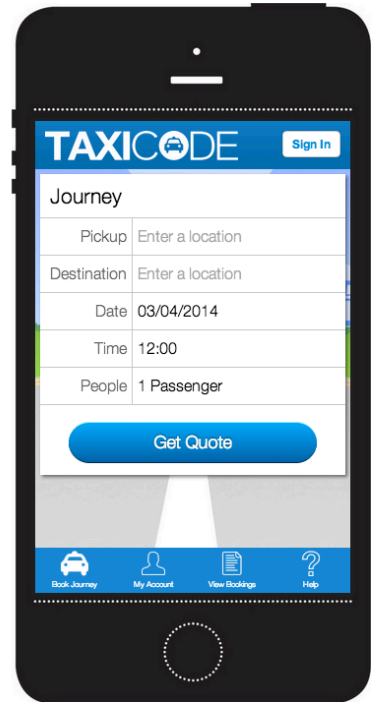 TAXICODE Sign In
Journey
Pickup Enter a location
Destination Enter a location
Date 03/04/2014
Time 12:00
People 1 Passenger
Get Quote
Book Journey My Account View Bookings Help